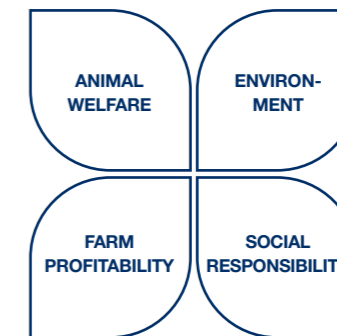 ANIMAL
WELFARE
ENVIRON-
MENT
FARM
PROFITABILITY
SOCIAL
RESPONSIBILIT